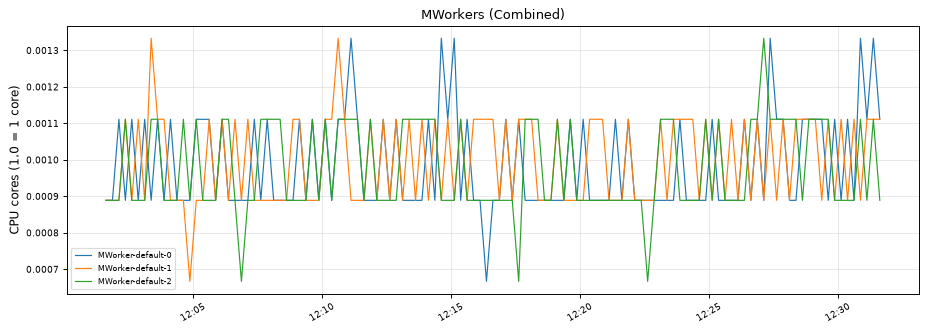 MWorkers (Combined)
CPU cores (1.0 = 1 core)
0.0013
0.0012
0.0011
0.0010
0.0009
0.0008
0.0007
MWorker-default-0
MWorker-default-1
MWorker-default-2
12:05
12:10
12:15
12:20
12:25
12:30